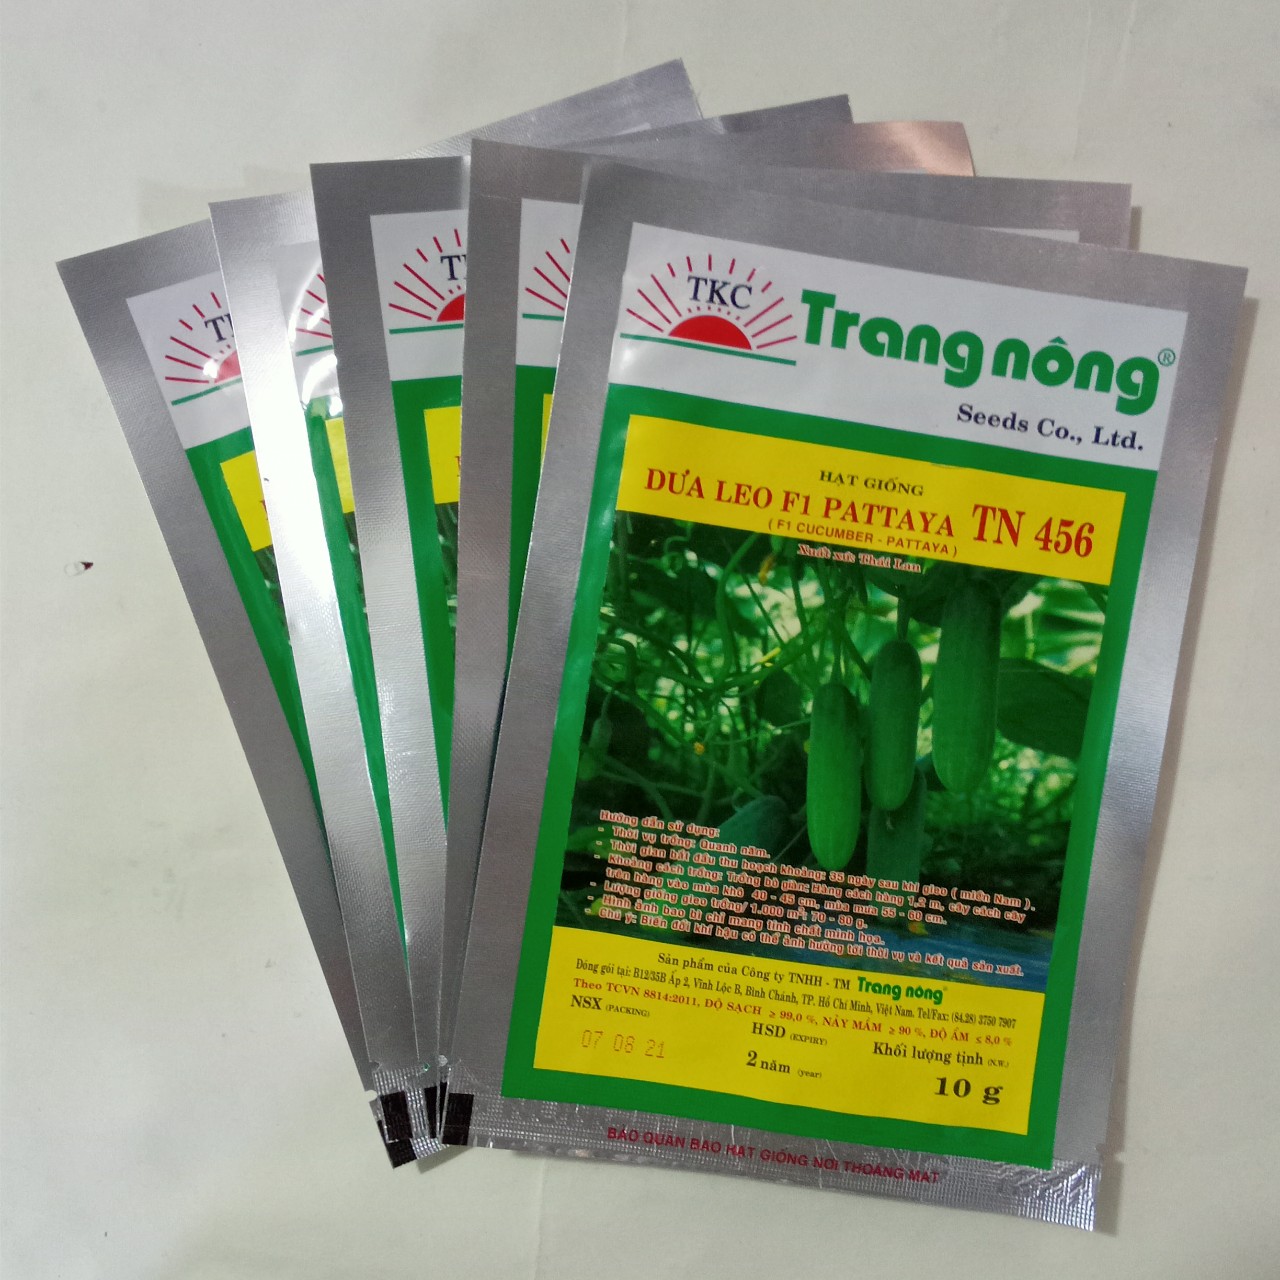 TKC
Trang nông®
Seeds Co., Ltd.
HẠT GIỐNG
DƯA LEO F1 PATTAYA TN 456
( F1 CUCUMBER - PATTAYA )
Xuất xứ: Thái Lan
Hướng dẫn sử dụng:
- Thời vụ trồng: Quanh năm.
- Thời gian bắt đầu thu hoạch khoảng: 35 ngày sau khi gieo ( miền Nam ).
- Khoảng cách trồng: Trồng bò giàn: Hàng cách hàng 1,2 m, cây cách cây
trên hàng vào mùa khô 40 - 45 cm, mùa mưa 55 - 60 cm.
- Lượng giống gieo trồng/ 1.000 m²: 70 - 80 g.
- Hình ảnh bao bì chỉ mang tính chất minh họa.
- Chú ý: Biến đổi khí hậu có thể ảnh hưởng tới thời vụ và kết quả sản xuất.
Sản phẩm của Công ty TNHH - TM Trang nông®
Đóng gói tại: B12/35B Ấp 2, Vĩnh Lộc B, Bình Chánh, TP. Hồ Chí Minh, Việt Nam. Tel/Fax: (84.28) 3750 7907
Theo TCVN 8814:2011, ĐỘ SẠCH ≥ 99,0 %, NẢY MẦM ≥ 90 %, ĐỘ ẨM ≤ 8,0 %
NSX (PACKING) HSD (EXPIRY) Khối lượng tịnh (N.W.)
07 08 21 2 năm (year) 10 g
BẢO QUẢN BAO HẠT GIỐNG NƠI THOÁNG MÁT
TK
TK